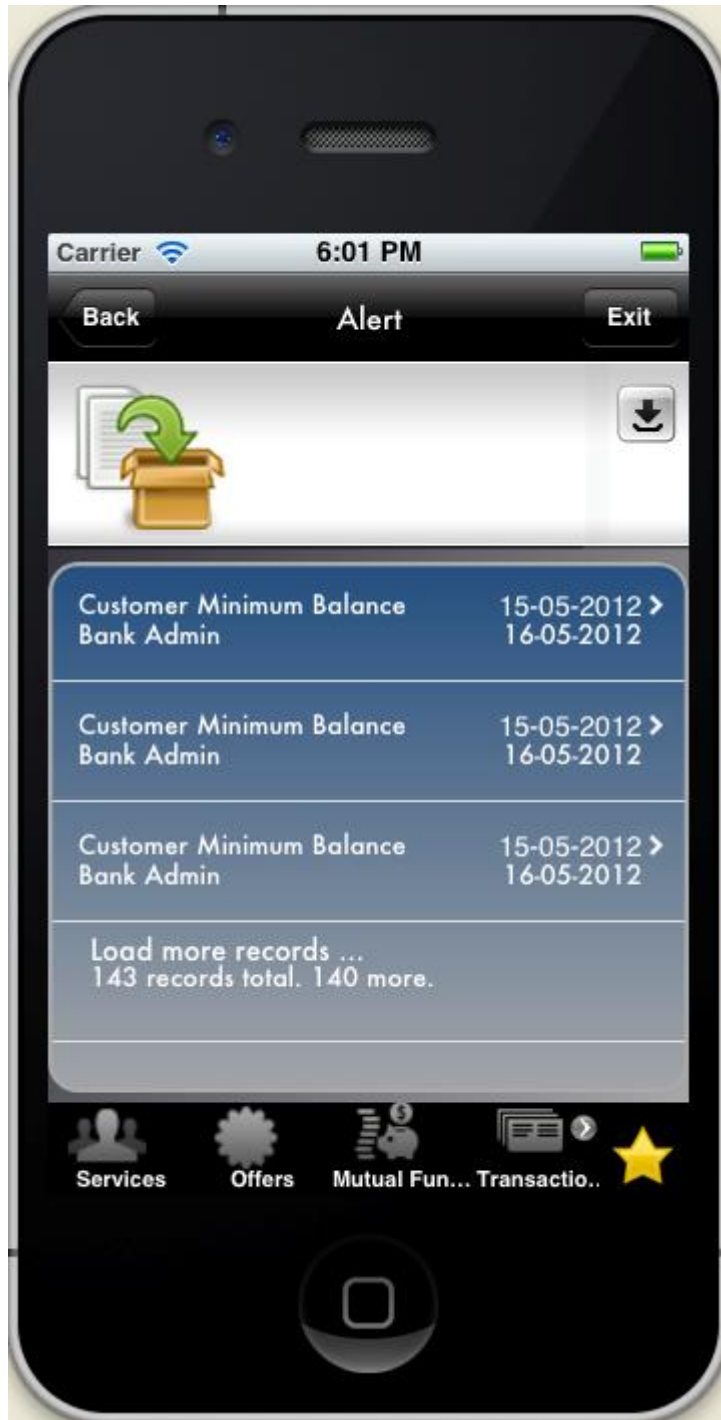 Carrier 6:01 PM
Back Alert Exit
Customer Minimum Balance 15-05-2012
Bank Admin 16-05-2012
Customer Minimum Balance 15-05-2012
Bank Admin 16-05-2012
Customer Minimum Balance 15-05-2012
Bank Admin 16-05-2012
Load more records ...
143 records total. 140 more.
Services Offers Mutual Fun... Transactio..